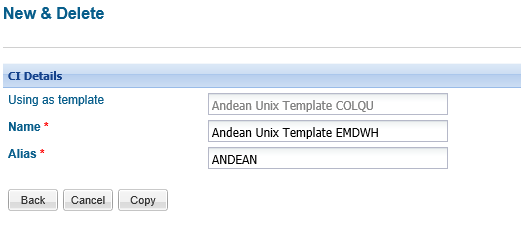 New & Delete
CI Details
Using as template Andean Unix Template COLQU
Name * Andean Unix Template EMDWH
Alias * ANDEAN
Back Cancel Copy